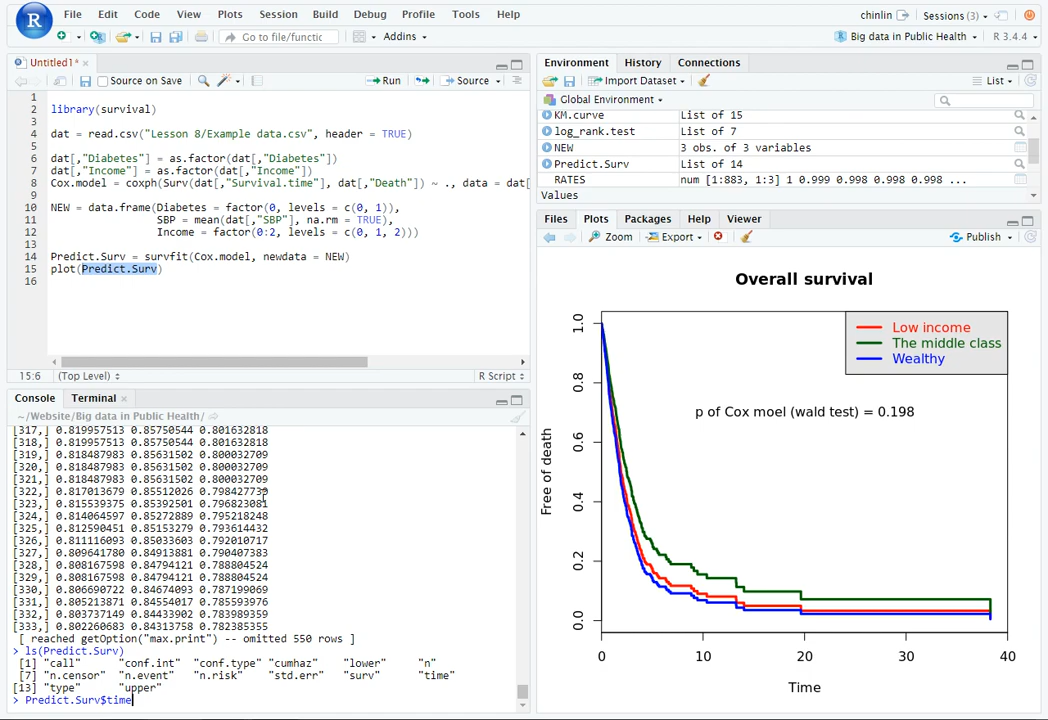 File Edit Code View Plots Session Build Debug Profile Tools Help
chinlin Sessions (3)
Go to file/functic Addins
Big data in Public Health R 3.4.4
Untitled1*
Source on Save Run Source
1
2 library(survival)
3
4 dat = read.csv("Lesson 8/Example data.csv", header = TRUE)
5
6 dat[,"Diabetes"] = as.factor(dat[,"Diabetes"])
7 dat[,"Income"] = as.factor(dat[,"Income"])
8 Cox.model = coxph(Surv(dat[,"Survival.time"], dat[,"Death"]) ~ ., data = dat[
9
10 NEW = data.frame(Diabetes = factor(0, levels = c(0, 1)),
11 SBP = mean(dat[,"SBP"], na.rm = TRUE),
12 Income = factor(0:2, levels = c(0, 1, 2)))
13
14 Predict.Surv = survfit(Cox.model, newdata = NEW)
15 plot(Predict.Surv)
16
15:6 (Top Level) R Script
Console Terminal
~/Website/Big data in Public Health/
[317,] 0.819957513 0.85750544 0.801632818
[318,] 0.819957513 0.85750544 0.801632818
[319,] 0.818487983 0.85631502 0.800032709
[320,] 0.818487983 0.85631502 0.800032709
[321,] 0.818487983 0.85631502 0.800032709
[322,] 0.817013679 0.85512026 0.798427739
[323,] 0.815539375 0.85392501 0.796823081
[324,] 0.814064597 0.85272889 0.795218248
[325,] 0.812590451 0.85153279 0.793614432
[326,] 0.811116093 0.85033603 0.792010717
[327,] 0.809641780 0.84913881 0.790407383
[328,] 0.808167598 0.84794121 0.788804524
[329,] 0.808167598 0.84794121 0.788804524
[330,] 0.806690722 0.84674093 0.787199069
[331,] 0.805213871 0.84554017 0.785593976
[332,] 0.803737149 0.84433902 0.783989359
[333,] 0.802260683 0.84313758 0.782385355
[ reached getOption("max.print") -- omitted 550 rows ]
> ls(Predict.Surv)
[1] "call" "conf.int" "conf.type" "cumhaz" "lower" "n"
[7] "n.censor" "n.event" "n.risk" "std.err" "surv" "time"
[13] "type" "upper"
> Predict.Surv$time
Environment History Connections
Import Dataset List
Global Environment
KM.curve List of 15
log_rank.test List of 7
NEW 3 obs. of 3 variables
Predict.Surv List of 14
RATES num [1:883, 1:3] 1 0.999 0.998 0.998 0.998 ...
Values
Files Plots Packages Help Viewer
Zoom Export Publish
Overall survival
Low income
The middle class
Wealthy
p of Cox moel (wald test) = 0.198
Free of death
1.0
0.8
0.6
0.4
0.2
0.0
0 10 20 30 40
Time